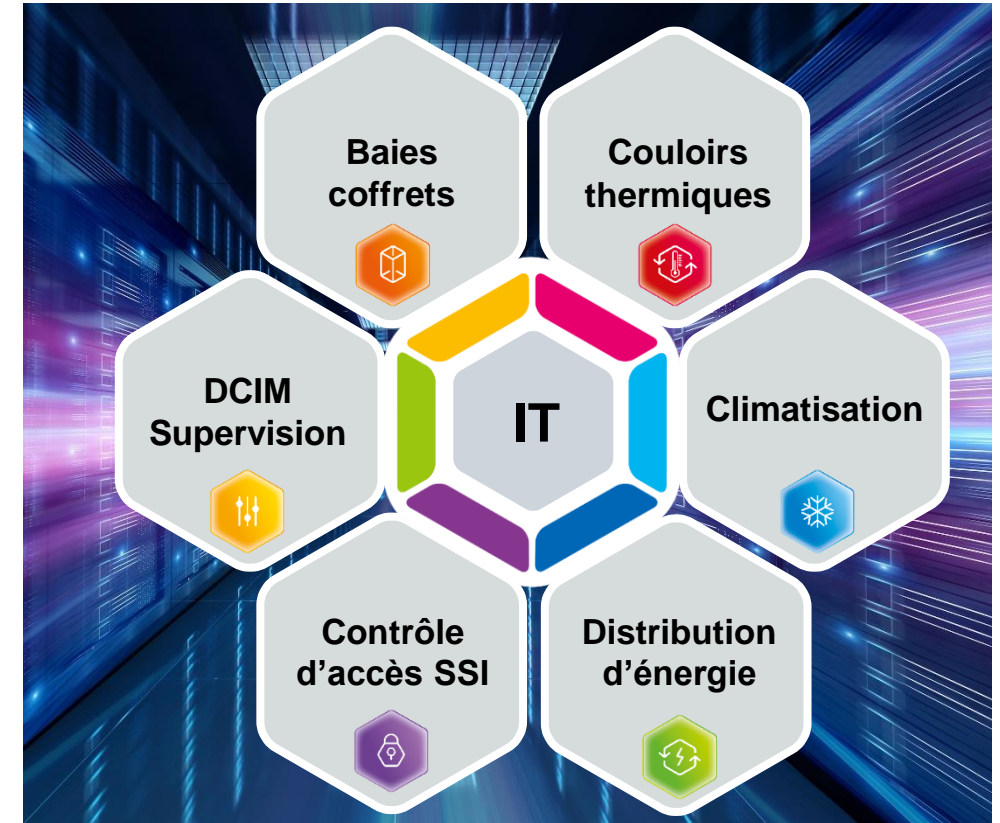 Baies
coffrets
Couloirs
thermiques
DCIM
Supervision
IT
Climatisation
Contrôle
d’accès SSI
Distribution
d’énergie